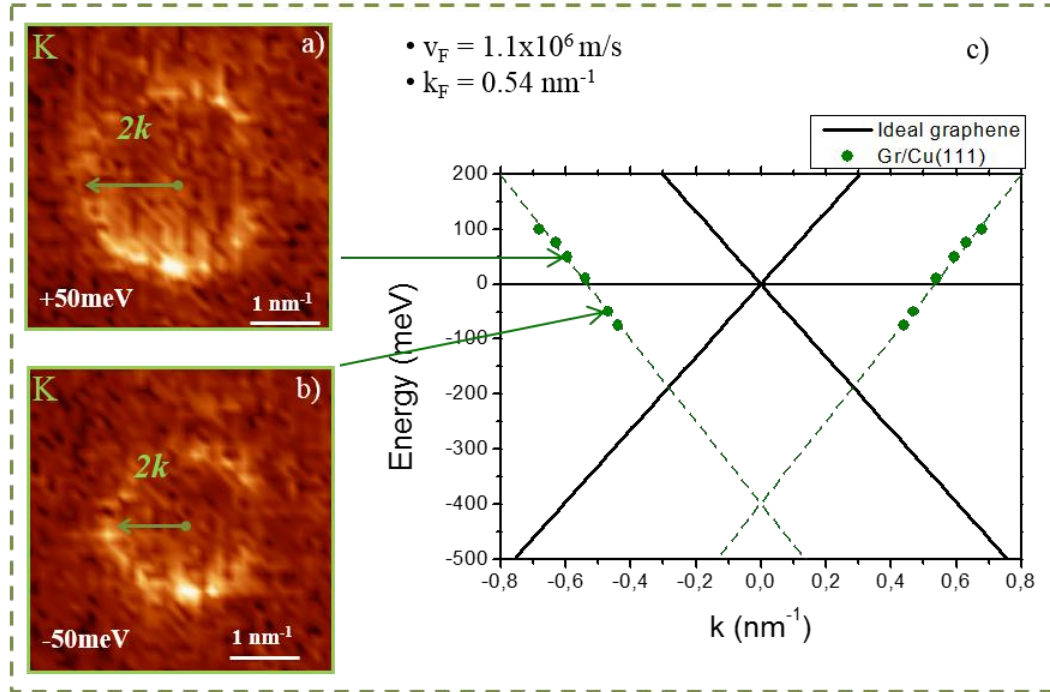 K
a)
2k
+50meV
1 nm-1
K
b)
2k
-50meV
1 nm-1
• vF = 1.1x10⁶ m/s
• kF = 0.54 nm-1
c)
Ideal graphene
Gr/Cu(111)
Energy (meV)
200
100
0
-100
-200
-300
-400
-500
-0,8 -0,6 -0,4 -0,2 0,0 0,2 0,4 0,6 0,8
k (nm-1)